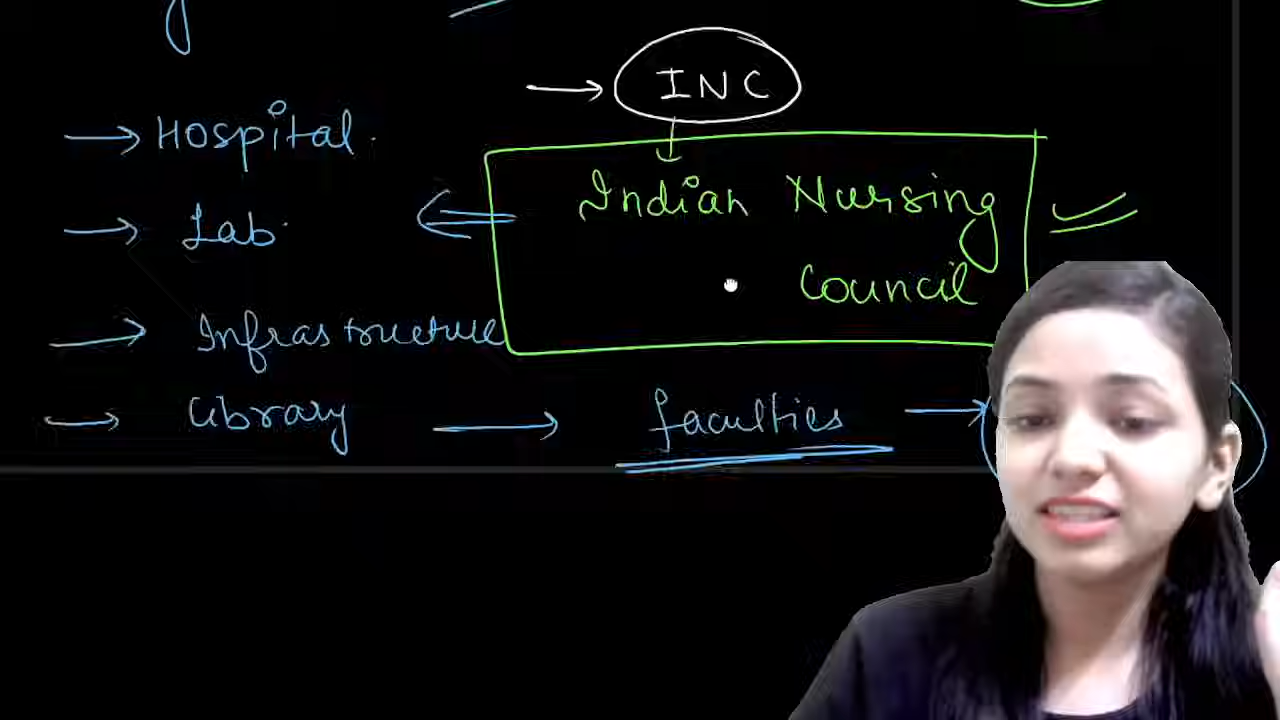 INC
Hospital.
Indian Nursing
Lab.
Council
Infrastructure
Library
faculties